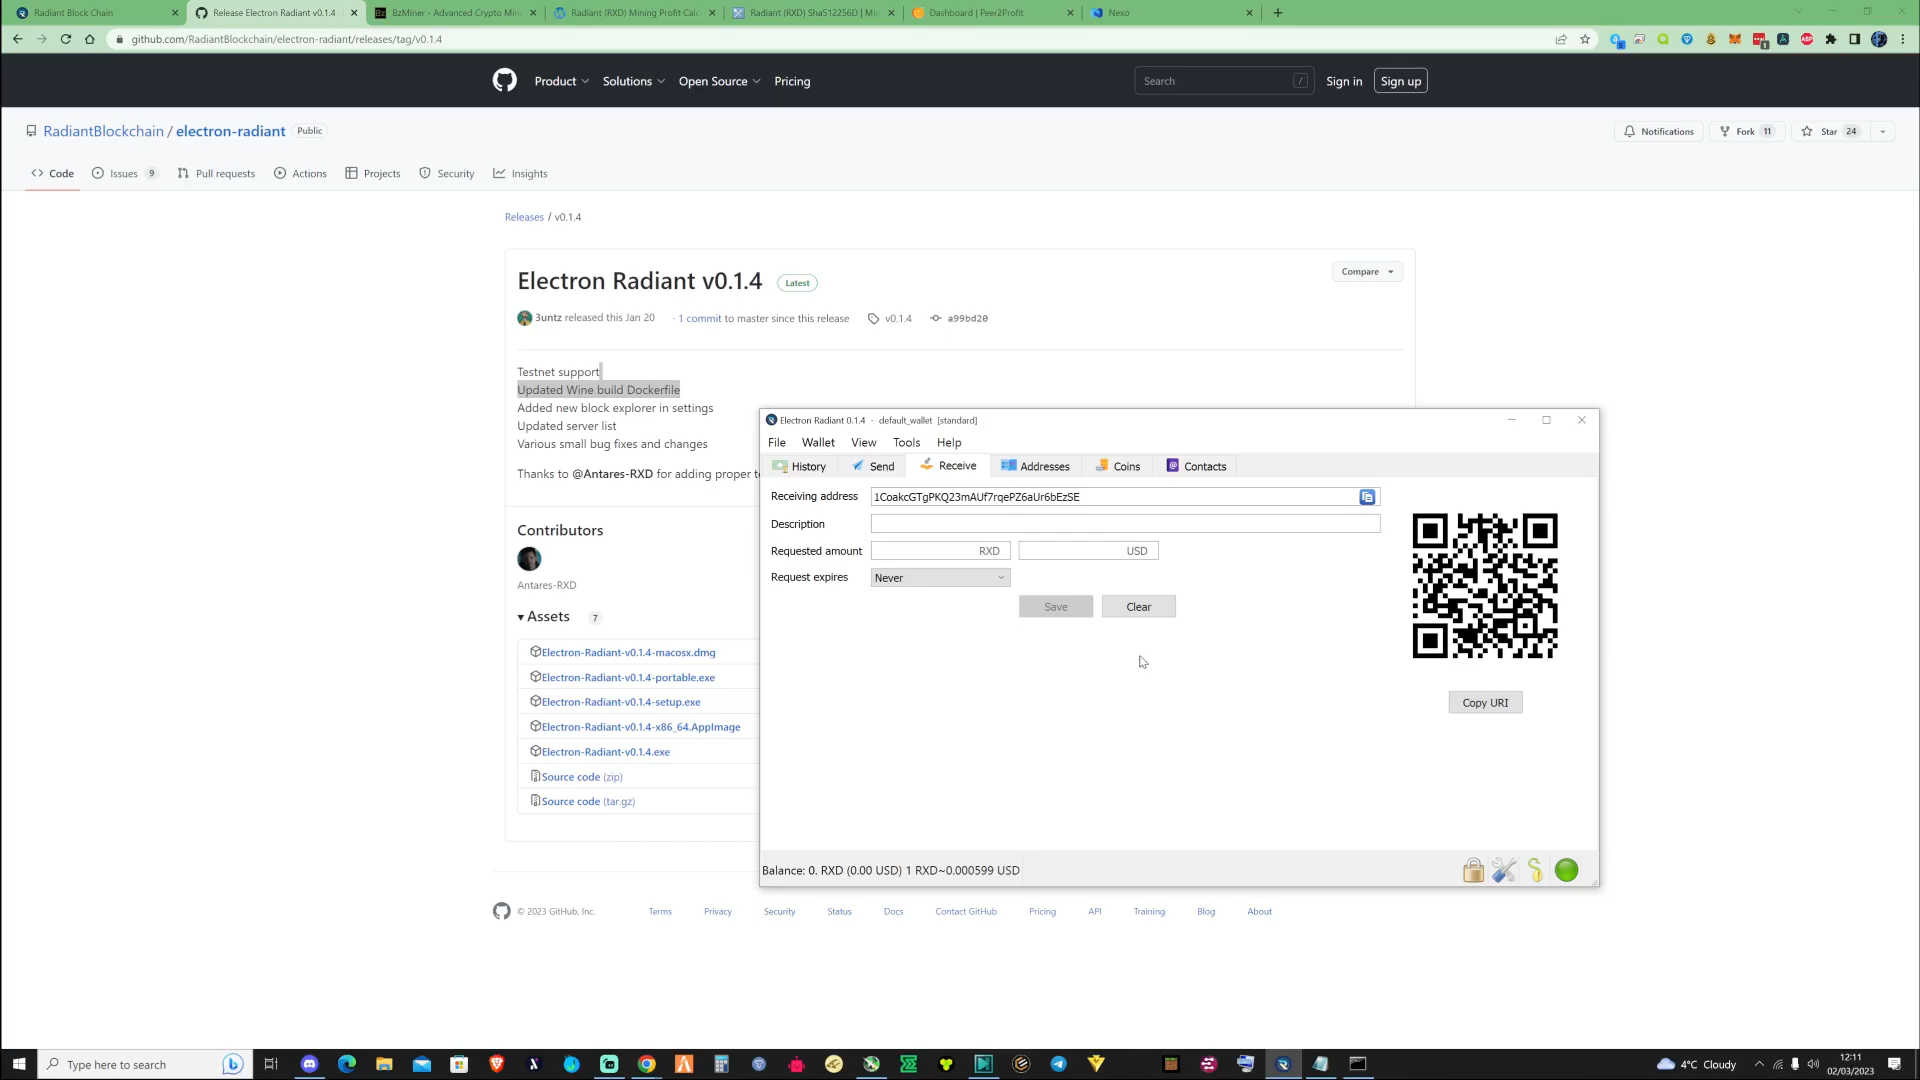 Radiant Block Chain
Release Electron Radiant v0.1.4 ·
BzMiner - Advanced Crypto Min
Radiant (RXD) Mining Profit Calc
Radiant (RXD) Sha512256D | Min
Dashboard | Peer2Profit
Nexo
github.com/RadiantBlockchain/electron-radiant/releases/tag/v0.1.4
Product
Solutions
Open Source
Pricing
Search /
Sign in
Sign up
RadiantBlockchain / electron-radiant Public
Notifications
Fork 11
Star 24
Code
Issues 9
Pull requests
Actions
Projects
Security
Insights
Releases / v0.1.4
Electron Radiant v0.1.4 Latest
Compare
3untz released this Jan 20 · 1 commit to master since this release v0.1.4 a99bd20
Testnet support
Updated Wine build Dockerfile
Added new block explorer in settings
Updated server list
Various small bug fixes and changes
Thanks to @Antares-RXD for adding proper te
Contributors
Antares-RXD
Assets 7
Electron-Radiant-v0.1.4-macosx.dmg
Electron-Radiant-v0.1.4-portable.exe
Electron-Radiant-v0.1.4-setup.exe
Electron-Radiant-v0.1.4-x86_64.AppImage
Electron-Radiant-v0.1.4.exe
Source code (zip)
Source code (tar.gz)
Electron Radiant 0.1.4 - default_wallet [standard]
File Wallet View Tools Help
History Send Receive Addresses Coins Contacts
Receiving address 1CoakcGTgPKQ23mAUf7rqePZ6aUr6bEzSE
Description
Requested amount RXD USD
Request expires Never
Save Clear
Copy URI
Balance: 0. RXD (0.00 USD) 1 RXD~0.000599 USD
© 2023 GitHub, Inc.
Terms
Privacy
Security
Status
Docs
Contact GitHub
Pricing
API
Training
Blog
About
Type here to search
4°C Cloudy
12:11
02/03/2023